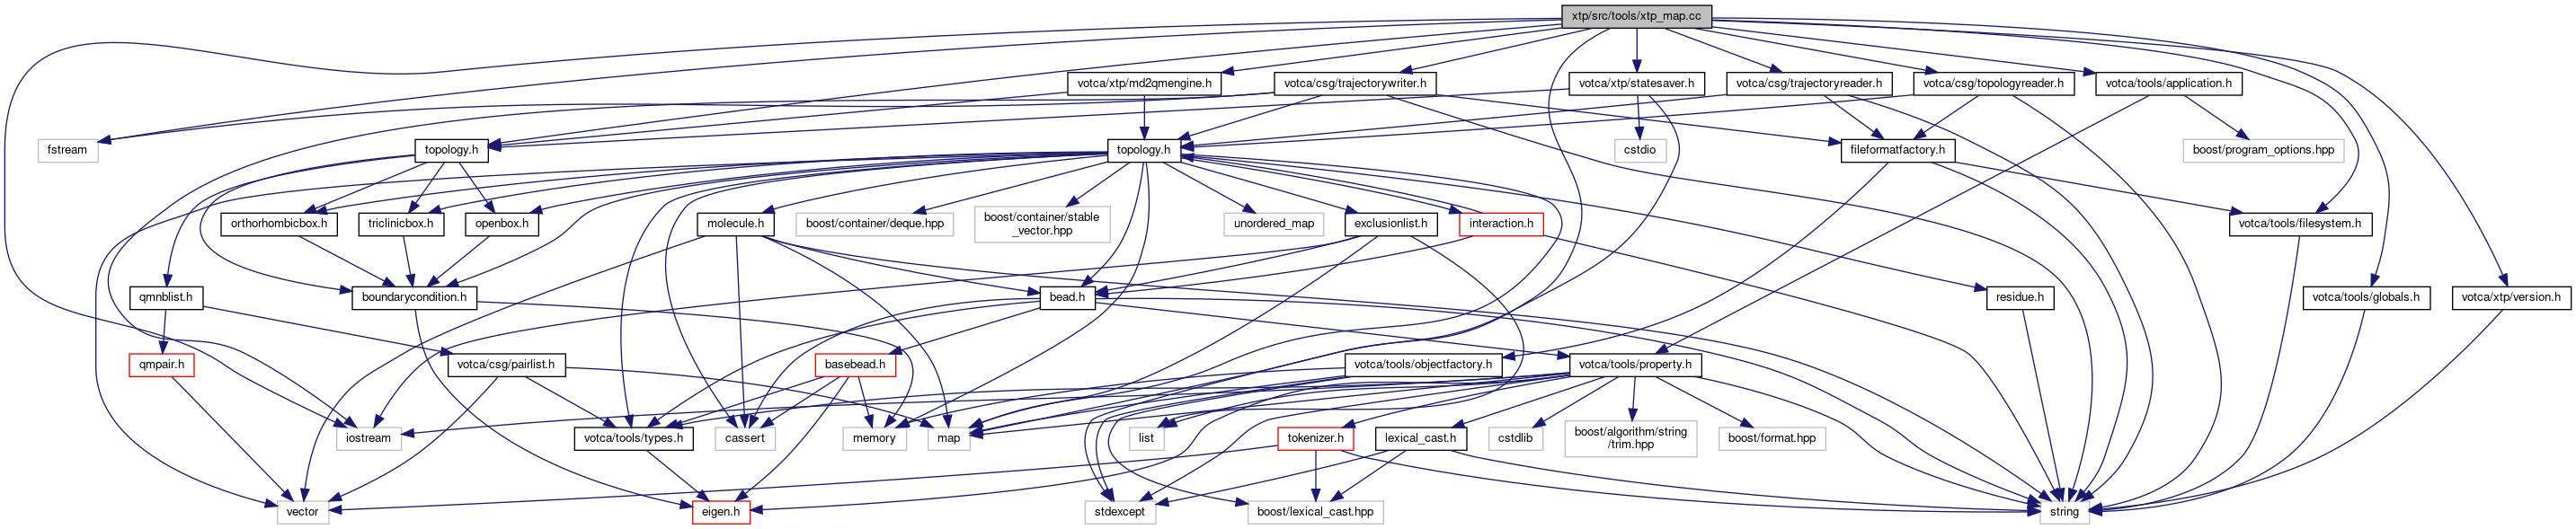 xtp/src/tools/xtp_map.cc
votca/xtp/md2qmengine.h
votca/csg/trajectorywriter.h
votca/xtp/statesaver.h
votca/csg/trajectoryreader.h
votca/csg/topologyreader.h
votca/tools/application.h
fstream
topology.h
topology.h
cstdio
fileformatfactory.h
boost/program_options.hpp
orthorhombicbox.h
triclinicbox.h
openbox.h
molecule.h
boost/container/deque.hpp
boost/container/stable
_vector.hpp
unordered_map
exclusionlist.h
interaction.h
votca/tools/filesystem.h
qmnblist.h
boundarycondition.h
bead.h
residue.h
votca/tools/globals.h
votca/xtp/version.h
qmpair.h
votca/csg/pairlist.h
basebead.h
votca/tools/objectfactory.h
votca/tools/property.h
iostream
votca/tools/types.h
cassert
memory
map
list
tokenizer.h
lexical_cast.h
cstdlib
boost/algorithm/string
/trim.hpp
boost/format.hpp
vector
eigen.h
stdexcept
boost/lexical_cast.hpp
string